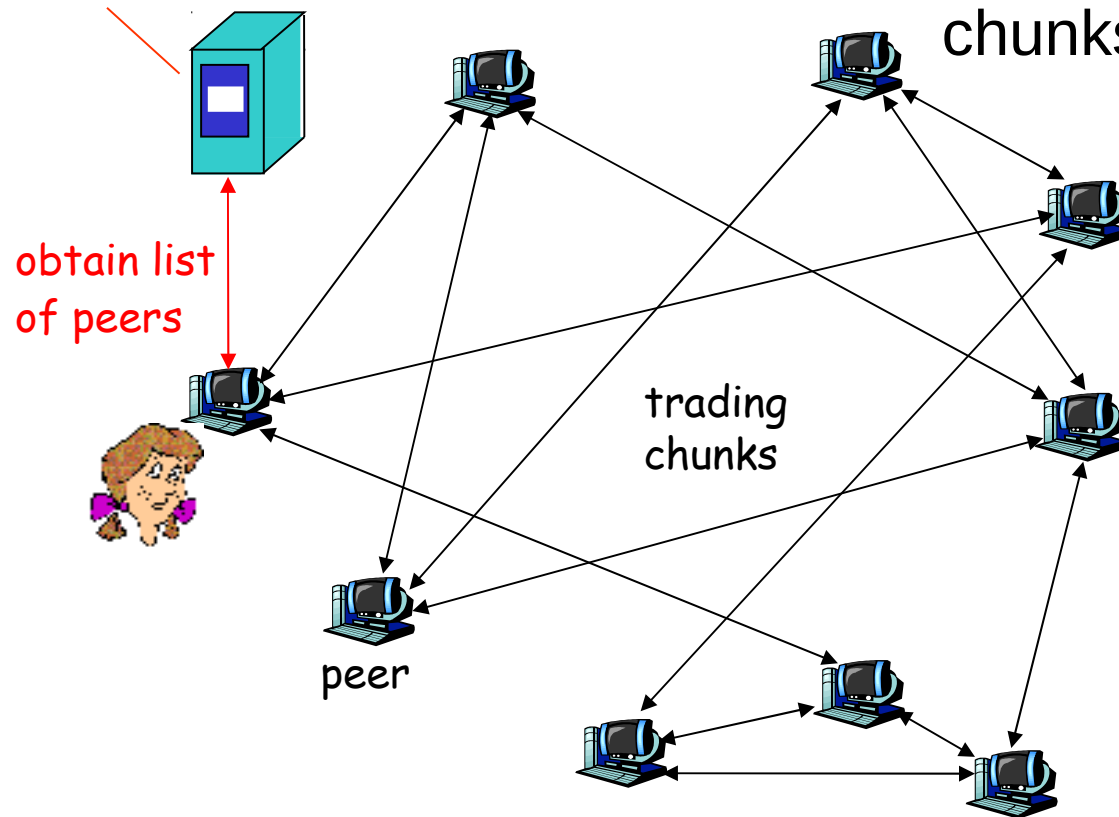 chunks
obtain list
of peers
trading
chunks
peer